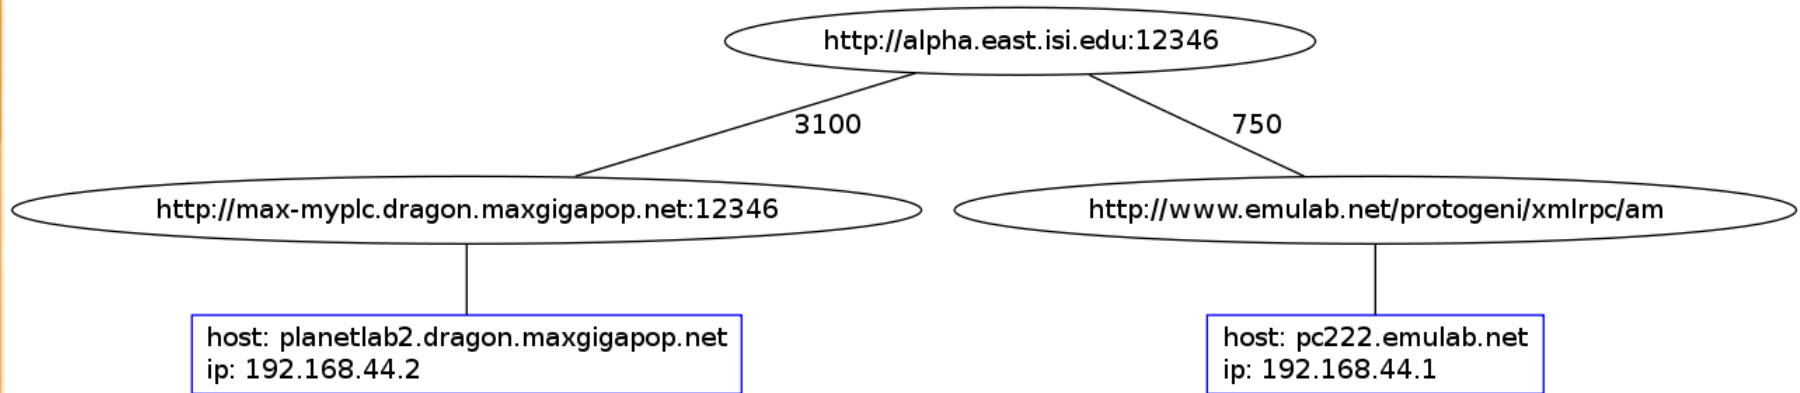 http://alpha.east.isi.edu:12346
3100
750
http://max-myplc.dragon.maxgigapop.net:12346
http://www.emulab.net/protogeni/xmlrpc/am
host: planetlab2.dragon.maxgigapop.net
ip: 192.168.44.2
host: pc222.emulab.net
ip: 192.168.44.1